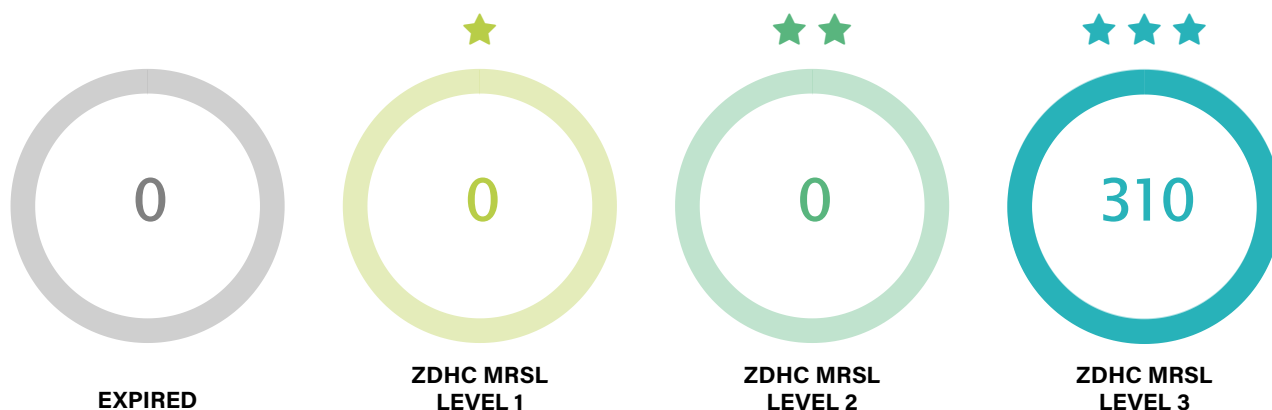 0
0
0
310
EXPIRED
ZDHC MRSL
LEVEL 1
ZDHC MRSL
LEVEL 2
ZDHC MRSL
LEVEL 3